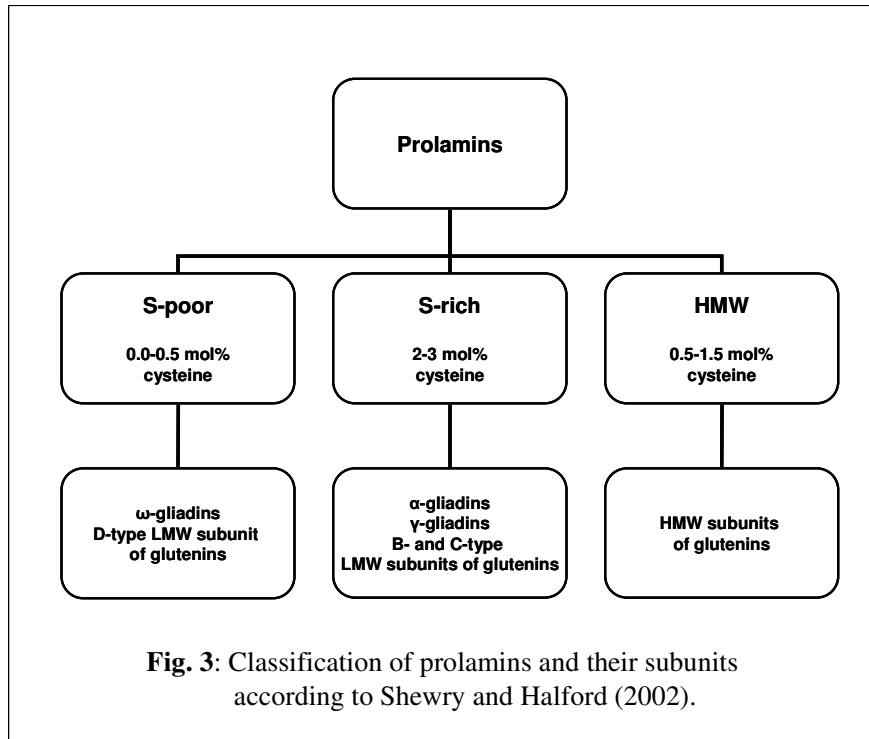 Prolamins
S-poor
0.0-0.5 mol%
cysteine
S-rich
2-3 mol%
cysteine
HMW
0.5-1.5 mol%
cysteine
ω-gliadins
D-type LMW subunit
of glutenins
α-gliadins
γ-gliadins
B- and C-type
LMW subunits of glutenins
HMW subunits
of glutenins
Fig. 3: Classification of prolamins and their subunits
according to Shewry and Halford (2002).